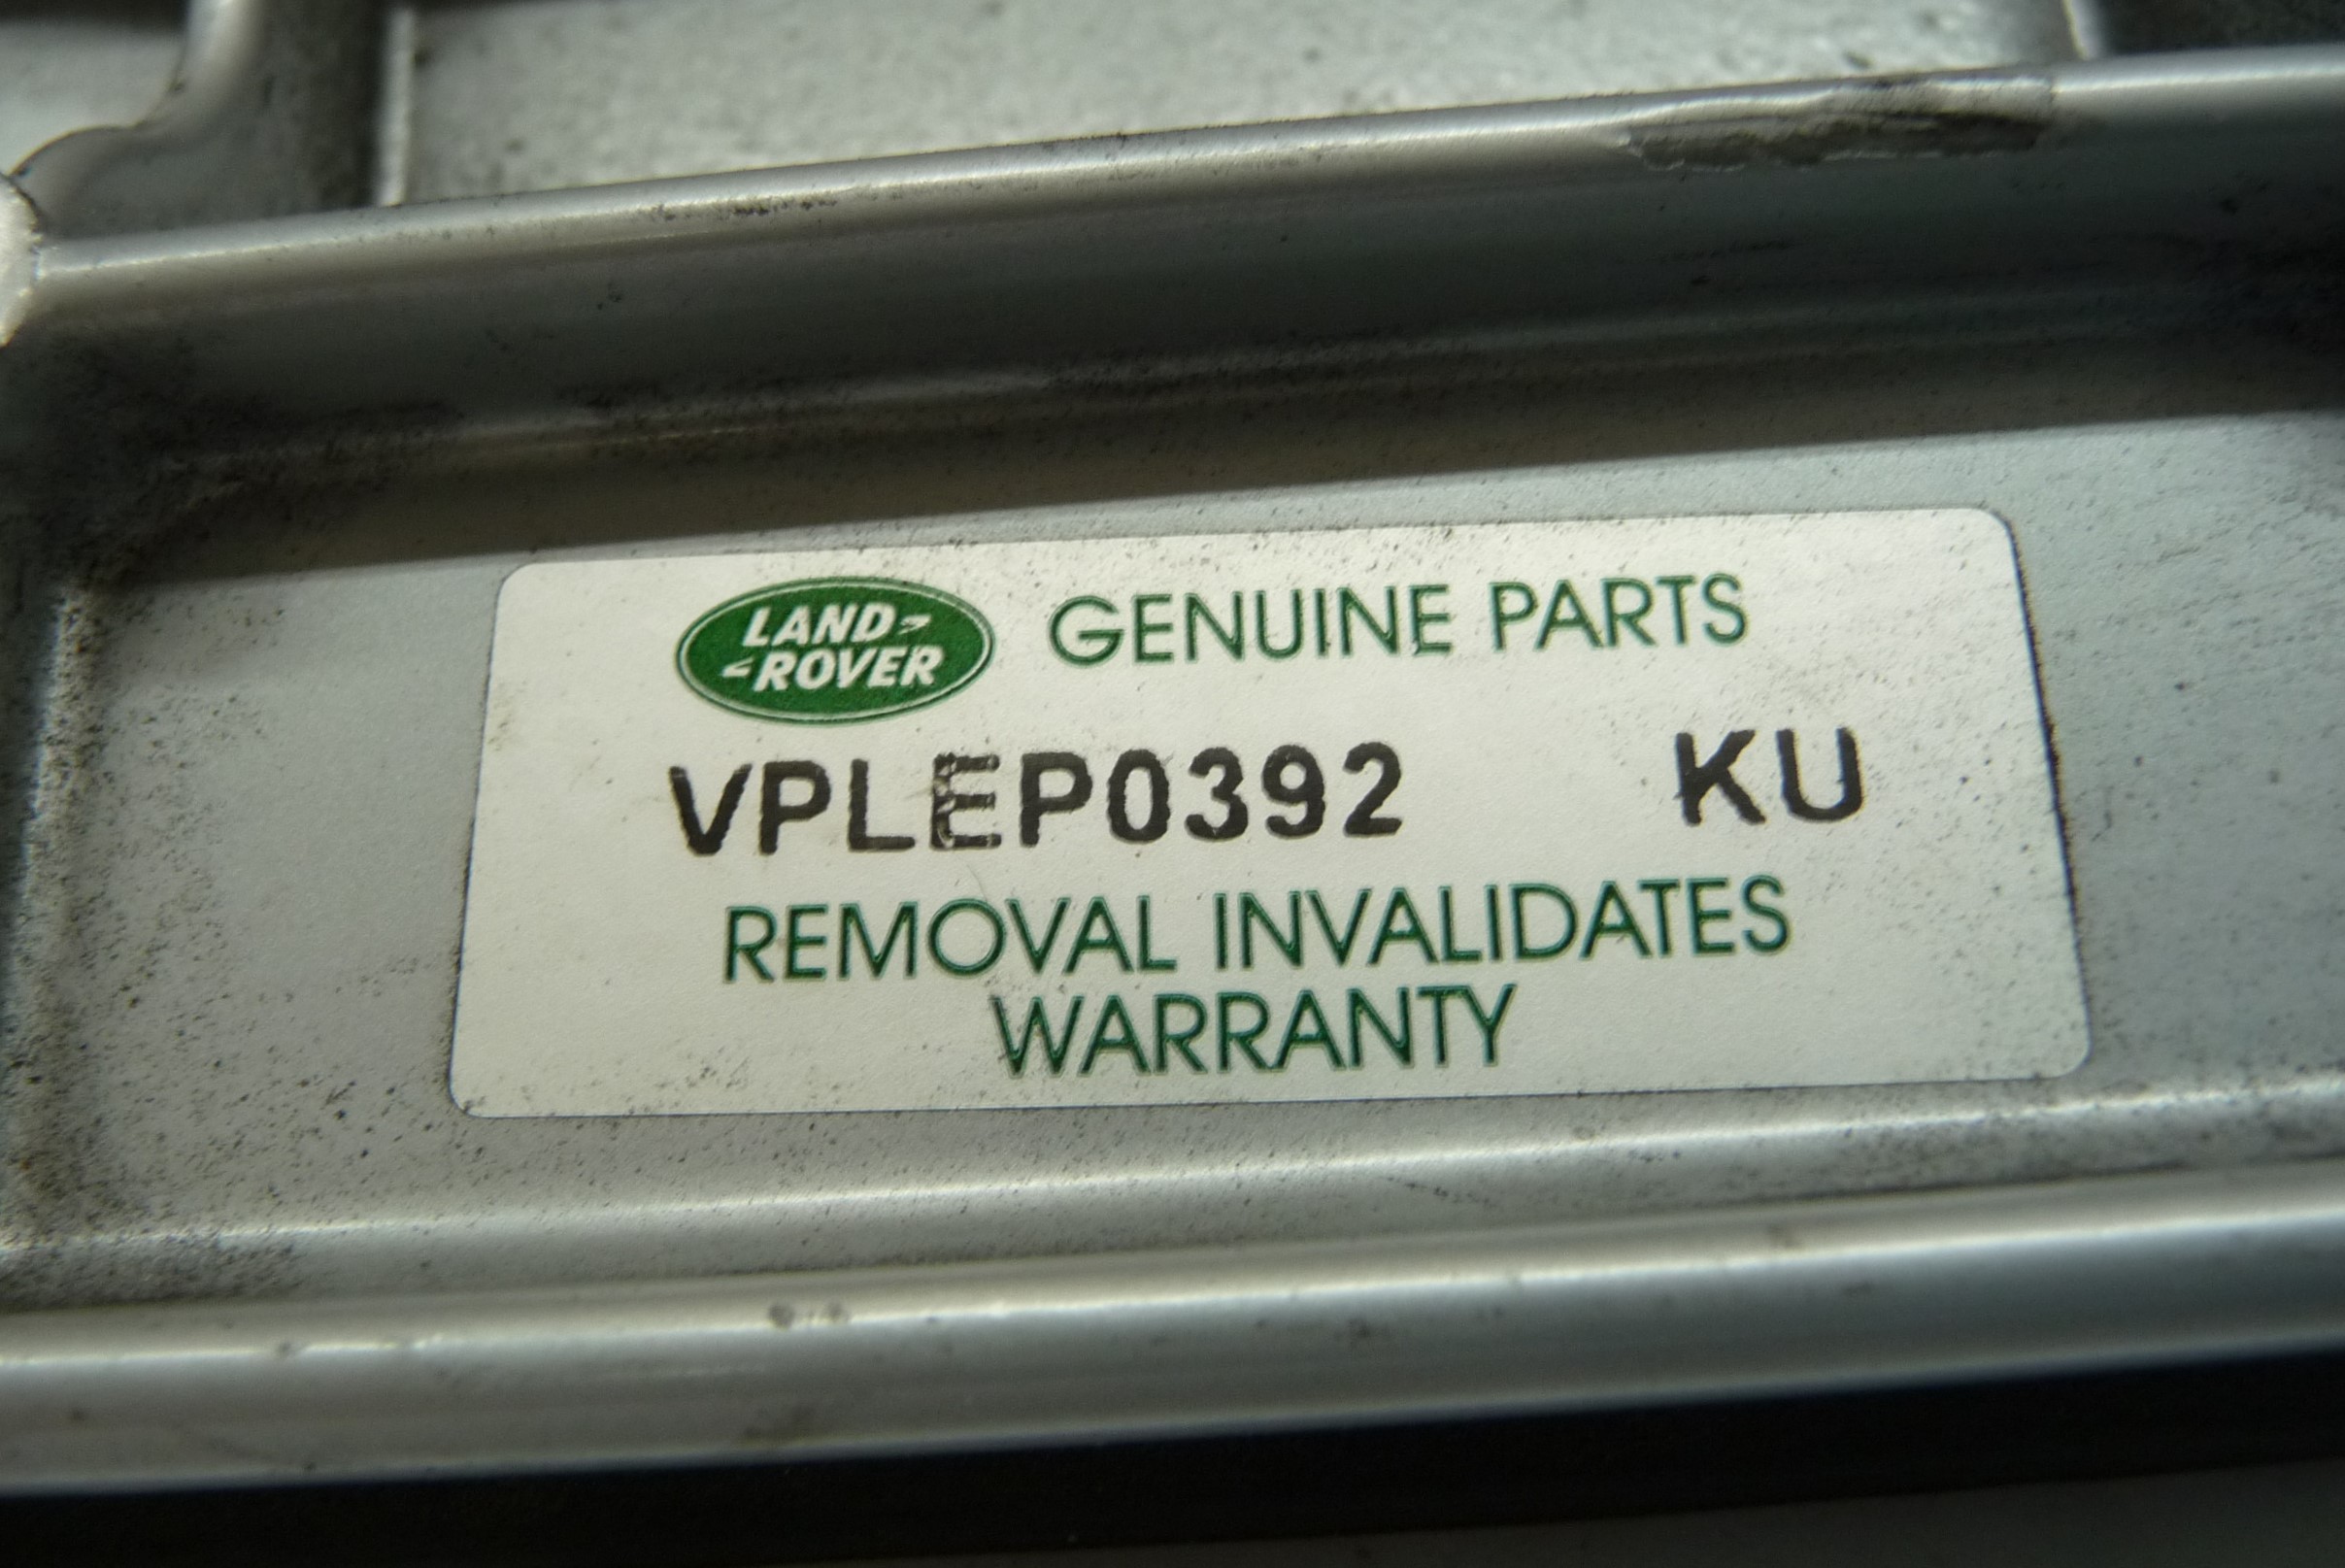 LAND ROVER GENUINE PARTS
VPLEP0392 KU
REMOVAL INVALIDATES
WARRANTY